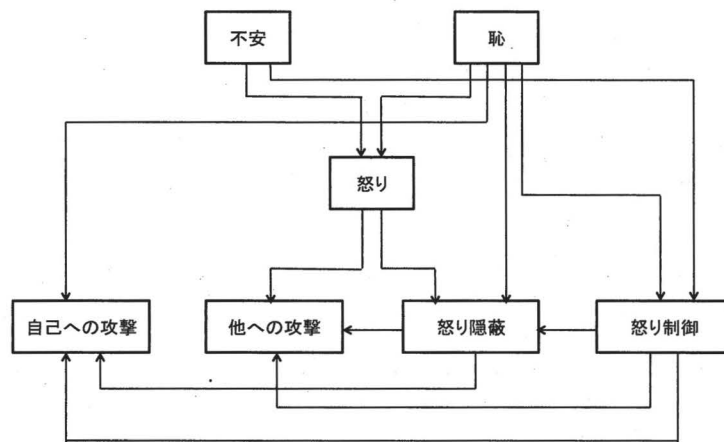 不安
恥
怒り
自己への攻撃
他への攻撃
怒り隠蔽
怒り制御